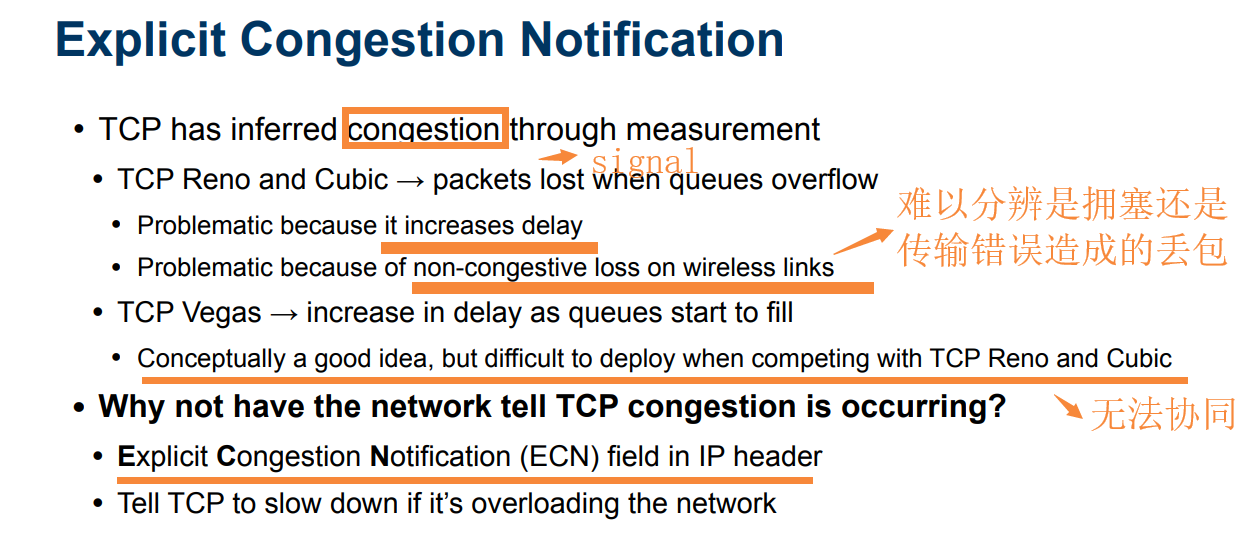 Explicit Congestion Notification
• TCP has inferred congestion through measurement
signal
• TCP Reno and Cubic → packets lost when queues overflow
• Problematic because it increases delay
难以分辨是拥塞还是
传输错误造成的丢包
• Problematic because of non-congestive loss on wireless links
• TCP Vegas → increase in delay as queues start to fill
• Conceptually a good idea, but difficult to deploy when competing with TCP Reno and Cubic
无法协同
• Why not have the network tell TCP congestion is occurring?
• Explicit Congestion Notification (ECN) field in IP header
• Tell TCP to slow down if it’s overloading the network